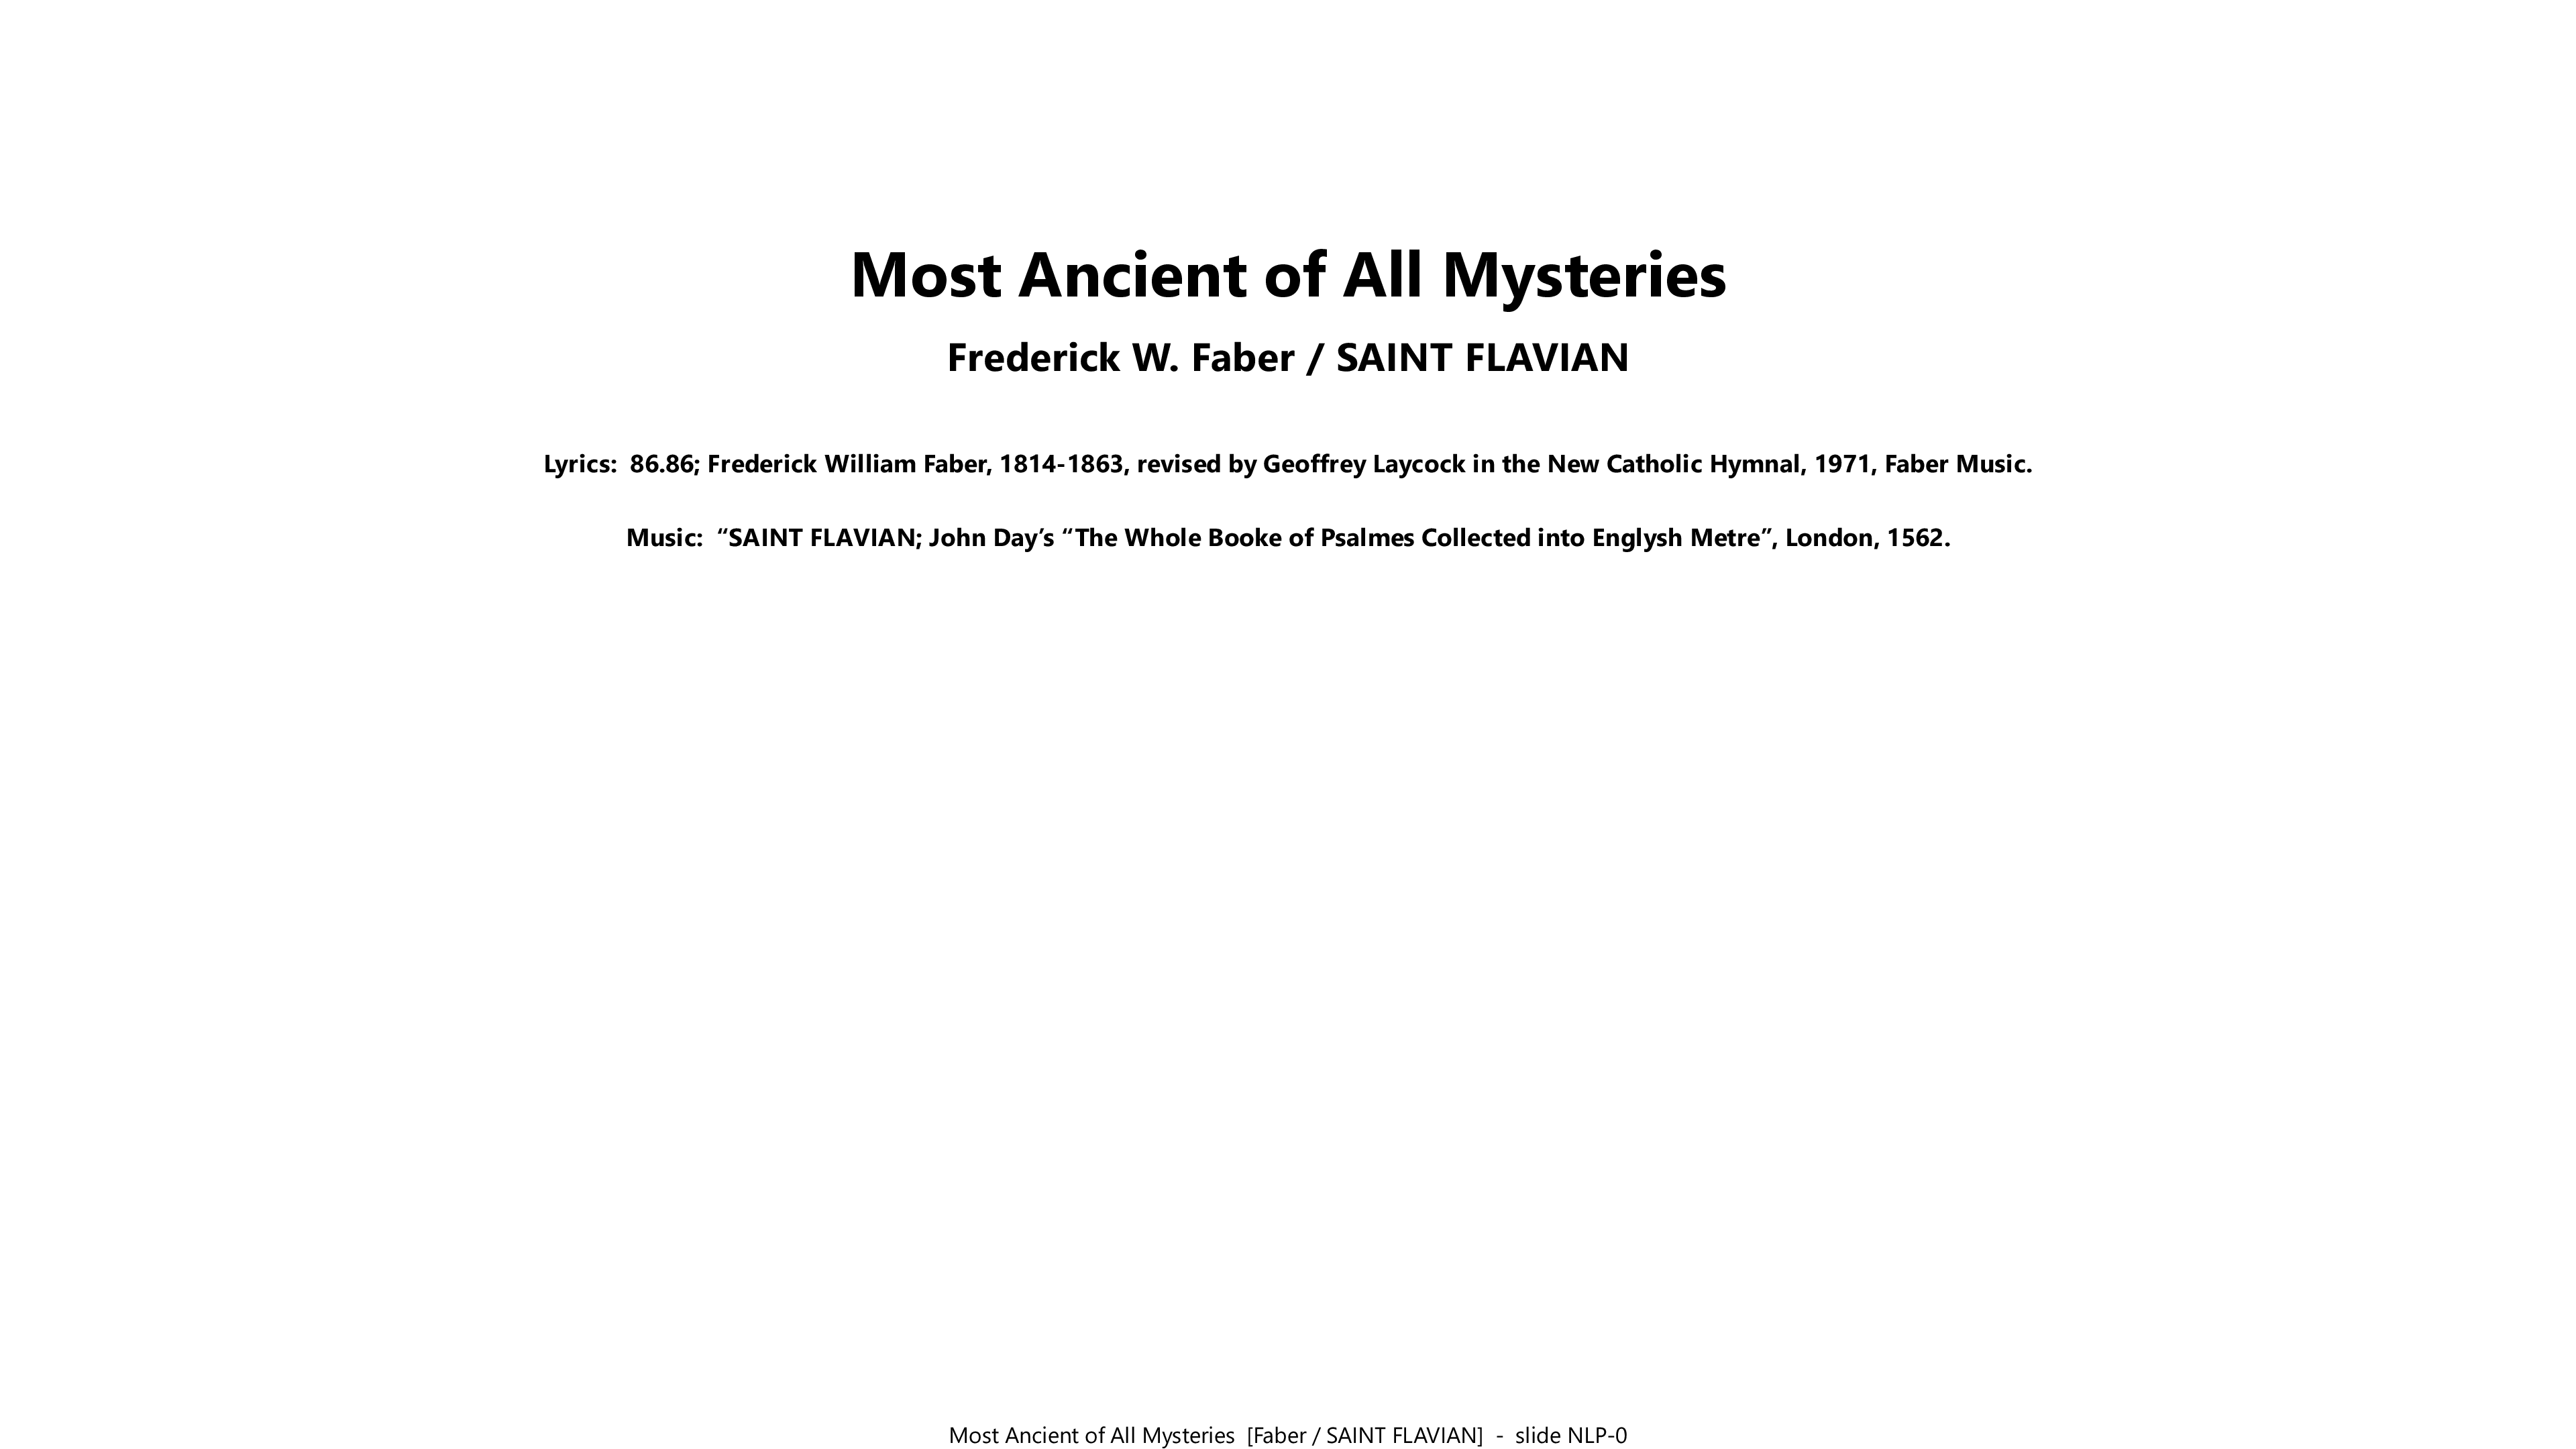 Most Ancient of All Mysteries
Frederick W. Faber / SAINT FLAVIAN
Lyrics:  86.86; Frederick William Faber, 1814-1863, revised by Geoffrey Laycock in the New Catholic Hymnal, 1971, Faber Music.
Music:  “SAINT FLAVIAN; John Day’s “The Whole Booke of Psalmes Collected into Englysh Metre”, London, 1562.
Most Ancient of All Mysteries  [Faber / SAINT FLAVIAN]  -  slide NLP-0